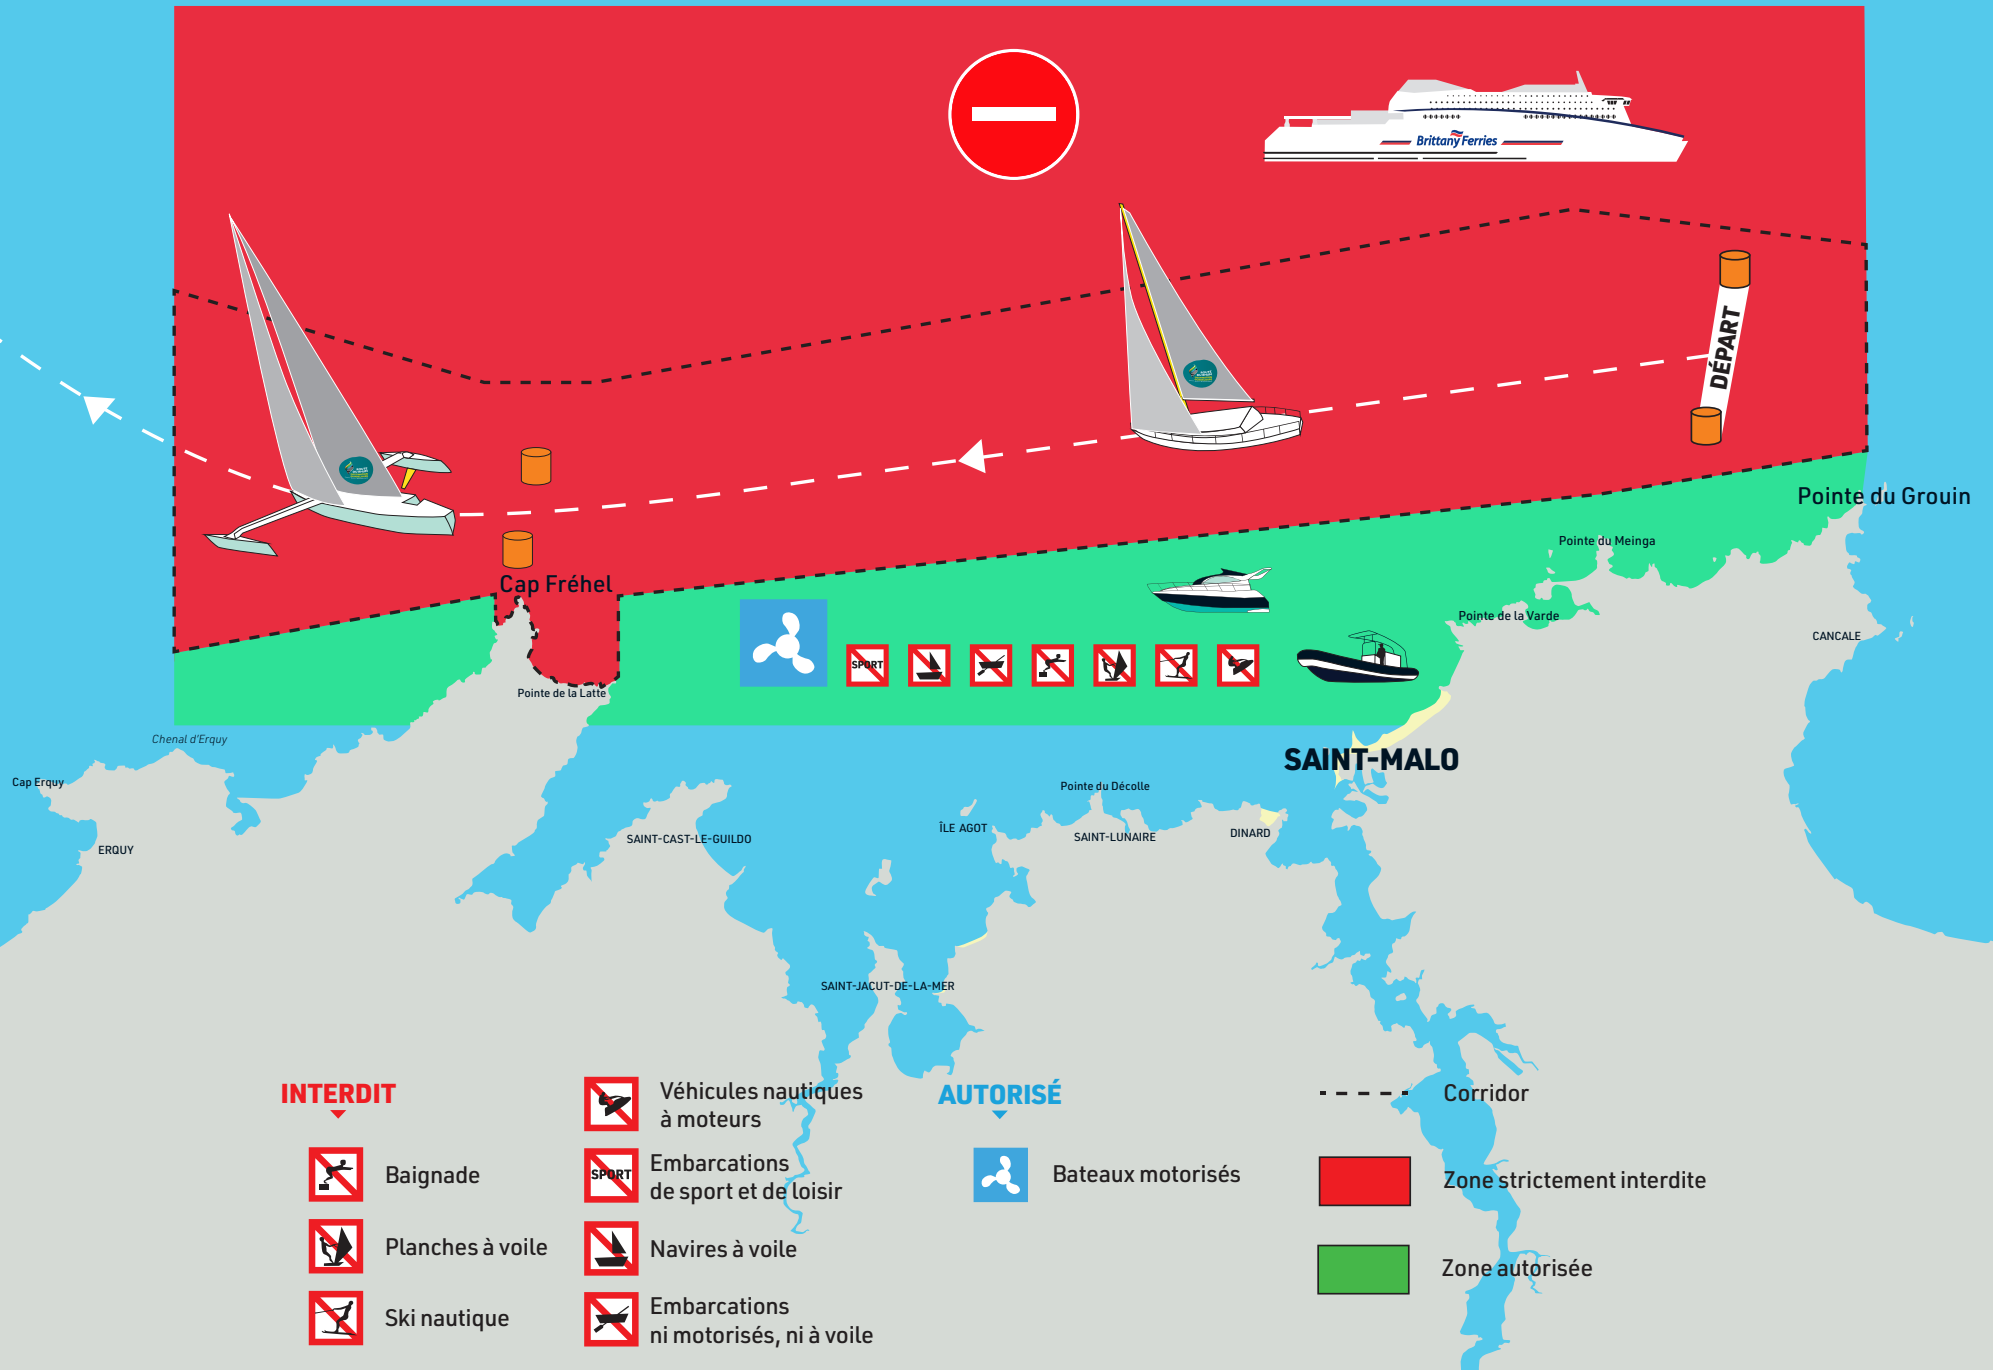 Brittany Ferries
DÉPART
Pointe du Grouin
Pointe du Meinga
Cap Fréhel
Pointe de la Varde
CANCALE
SPORT
Pointe de la Latte
Chenal d'Erquy
SAINT-MALO
Cap Erquy
Pointe du Décolle
ÎLE AGOT
SAINT-CAST-LE-GUILDO
SAINT-LUNAIRE
DINARD
ERQUY
SAINT-JACUT-DE-LA-MER
INTERDIT
Baignade
Planches à voile
Ski nautique
Véhicules nautiques
à moteurs
SPORT
Embarcations
de sport et de loisir
Navires à voile
Embarcations
ni motorisés, ni à voile
AUTORISÉ
Bateaux motorisés
Corridor
Zone strictement interdite
Zone autorisée